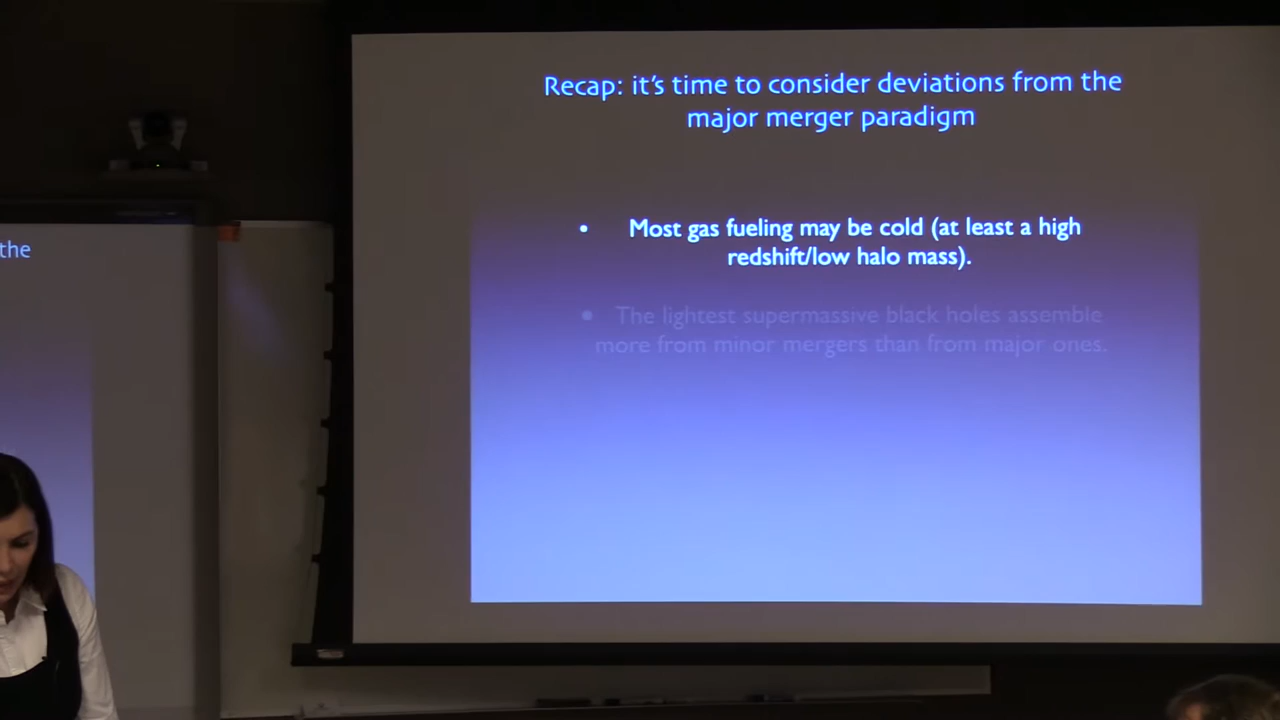 Recap: it's time to consider deviations from the
major merger paradigm
• Most gas fueling may be cold (at least a high
redshift/low halo mass).
• The lightest supermassive black holes assemble
more from minor mergers than from major ones.
the